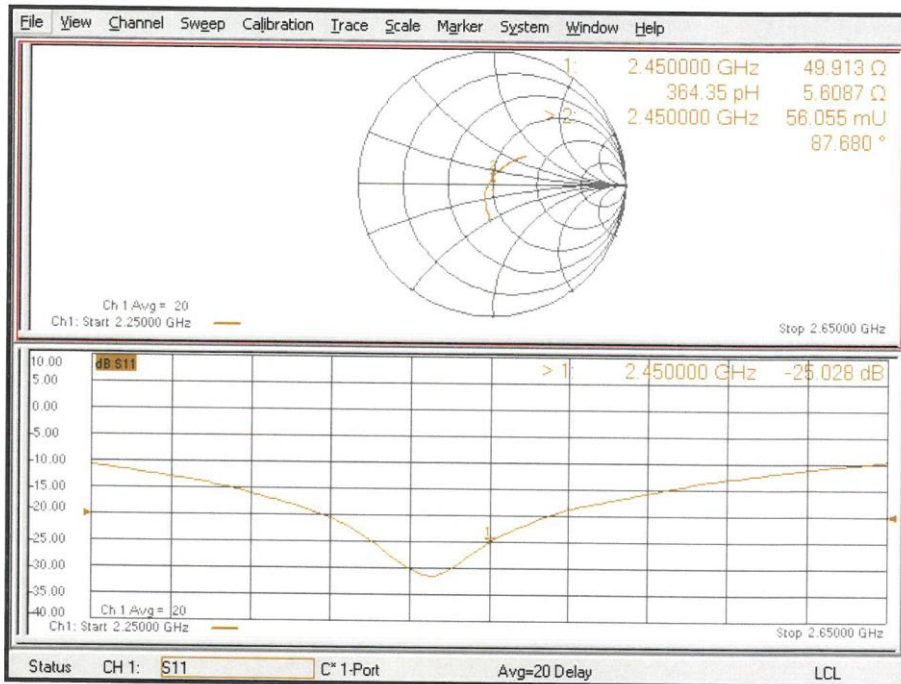 File View Channel Sweep Calibration Trace Scale Marker System Window Help
1: 2.450000 GHz 49.913 Ω
364.35 pH 5.6087 Ω
> 2: 2.450000 GHz 56.055 mU
87.680 °
Ch 1 Avg = 20
Ch1: Start 2.25000 GHz
Stop 2.65000 GHz
dB S11
> 1: 2.450000 GHz -25.028 dB
10.00
5.00
0.00
-5.00
-10.00
-15.00
-20.00
-25.00
-30.00
-35.00
-40.00
1
Ch 1 Avg = 20
Ch1: Start 2.25000 GHz
Stop 2.65000 GHz
Status CH 1: S11 C* 1-Port Avg=20 Delay LCL